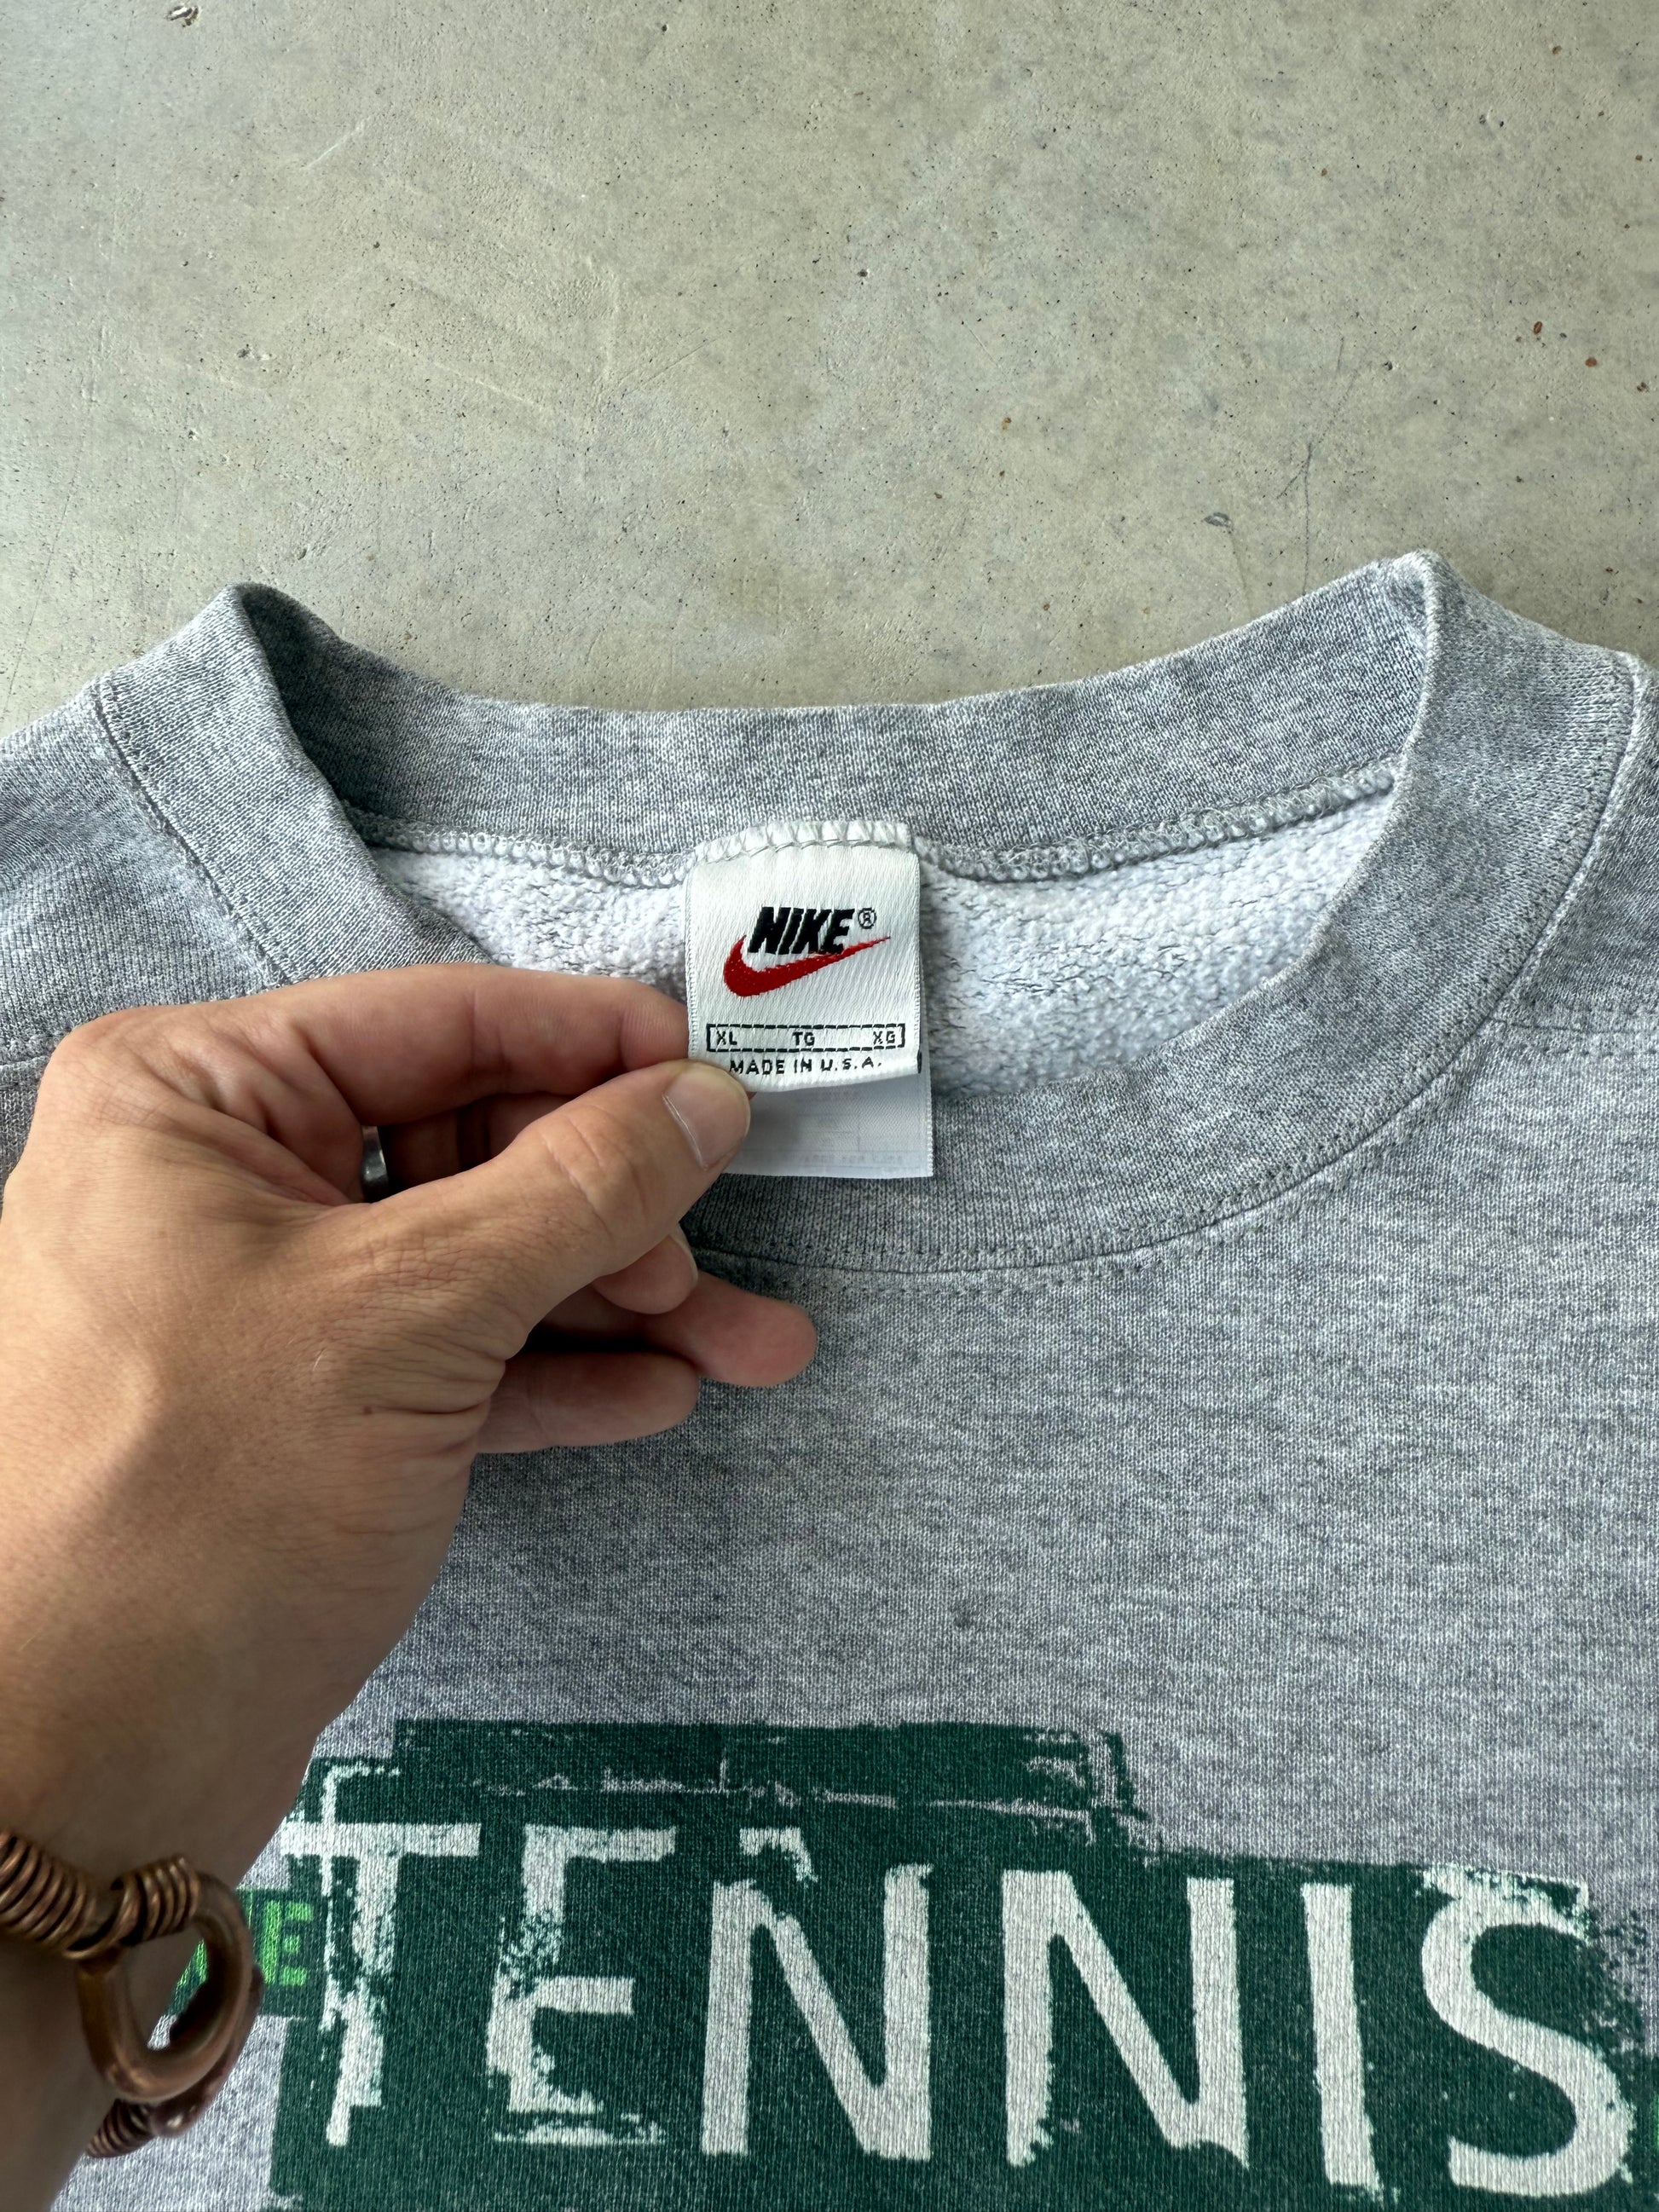 NIKE®
XL TG XG
MADE IN U.S.A.
TENNIS